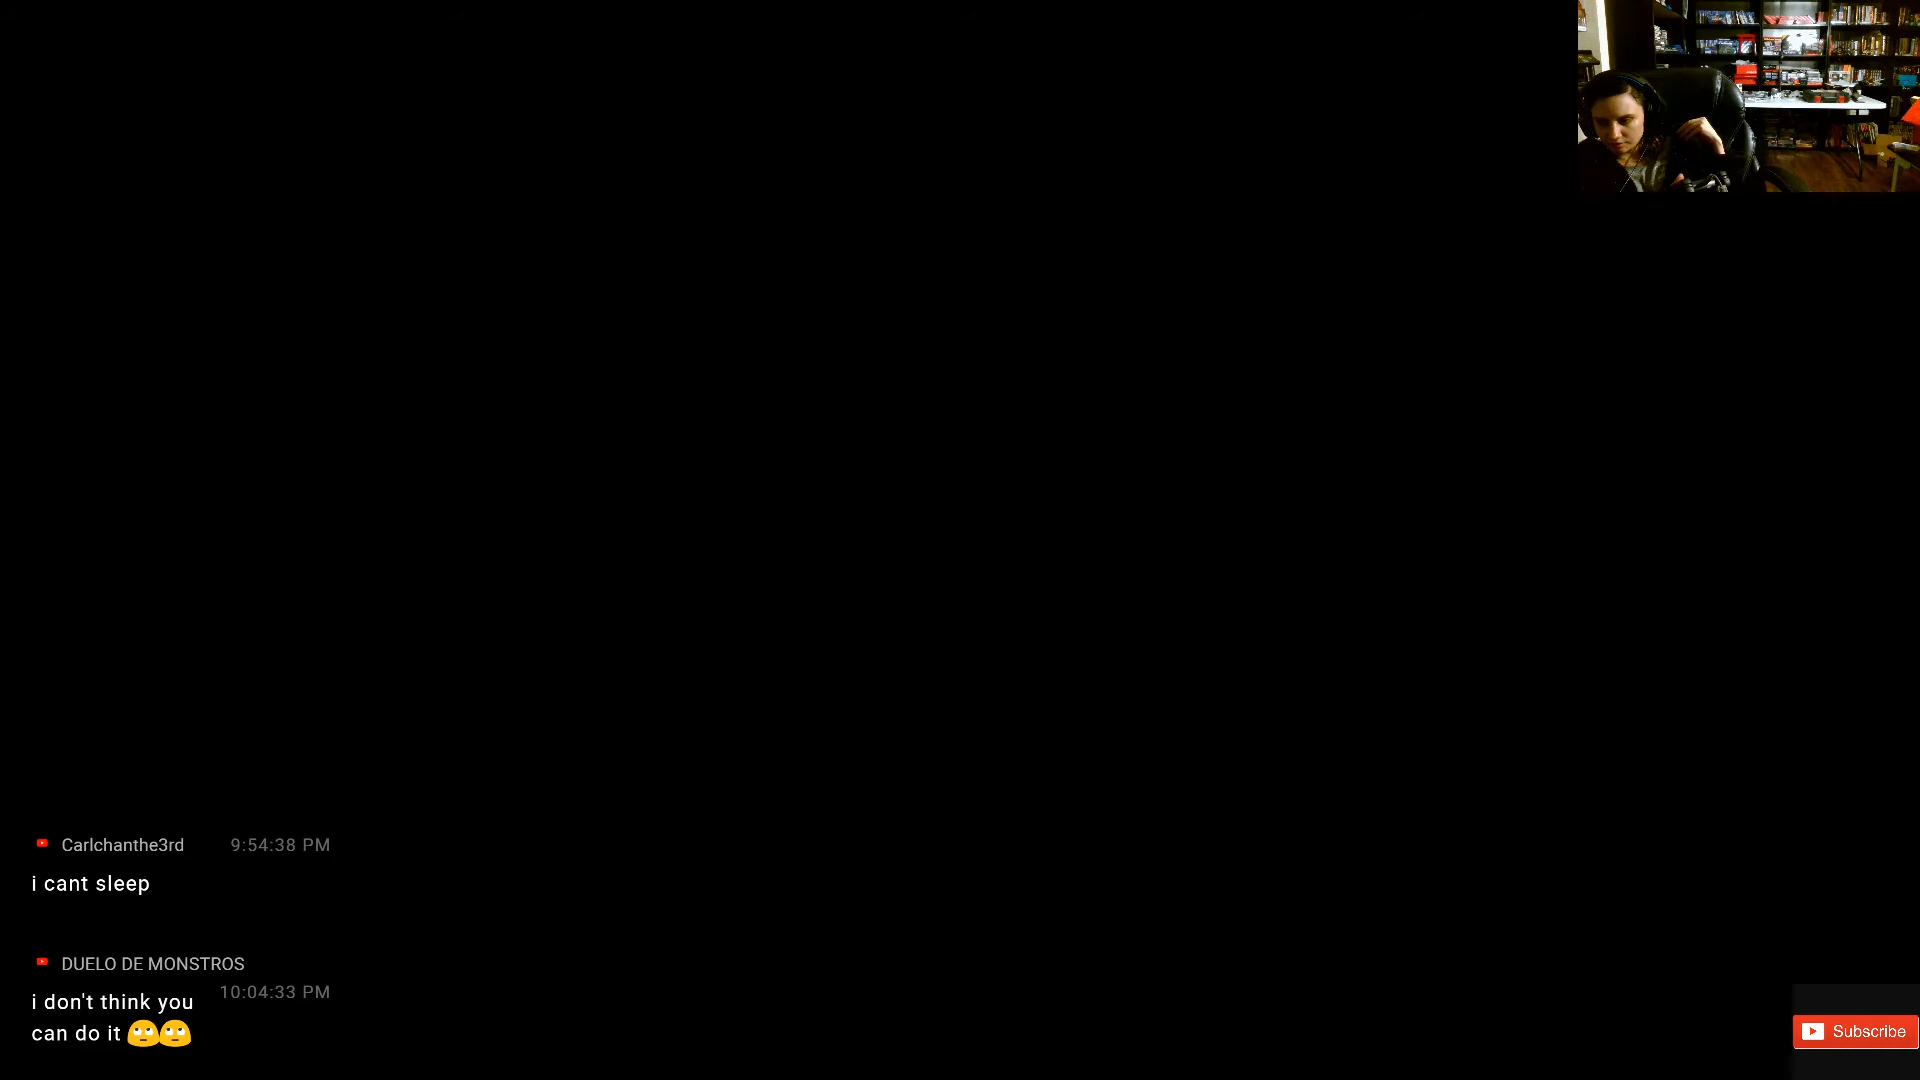 Carlchanthe3rd 9:54:38 PM
i cant sleep
DUELO DE MONSTROS
10:04:33 PM
i don't think you
can do it 🙄🙄
Subscribe